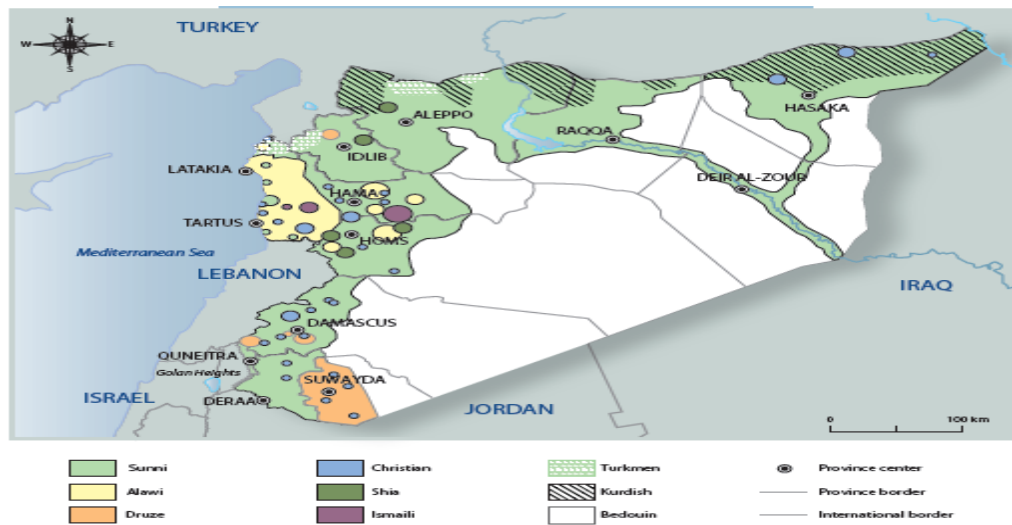 N
W E
S
TURKEY
HASAKA
ALEPPO
RAQQA
IDLIB
LATAKIA
DEIR AL-ZOUR
HAMA
TARTUS
HOMS
Mediterranean Sea
LEBANON
IRAQ
DAMASCUS
QUNEITRA
Golan Heights
SUWAYDA
ISRAEL
DERAA
JORDAN
0 100 km
Sunni Christian Turkmen Province center
Alawi Shia Kurdish Province border
Druze Ismaili Bedouin International border